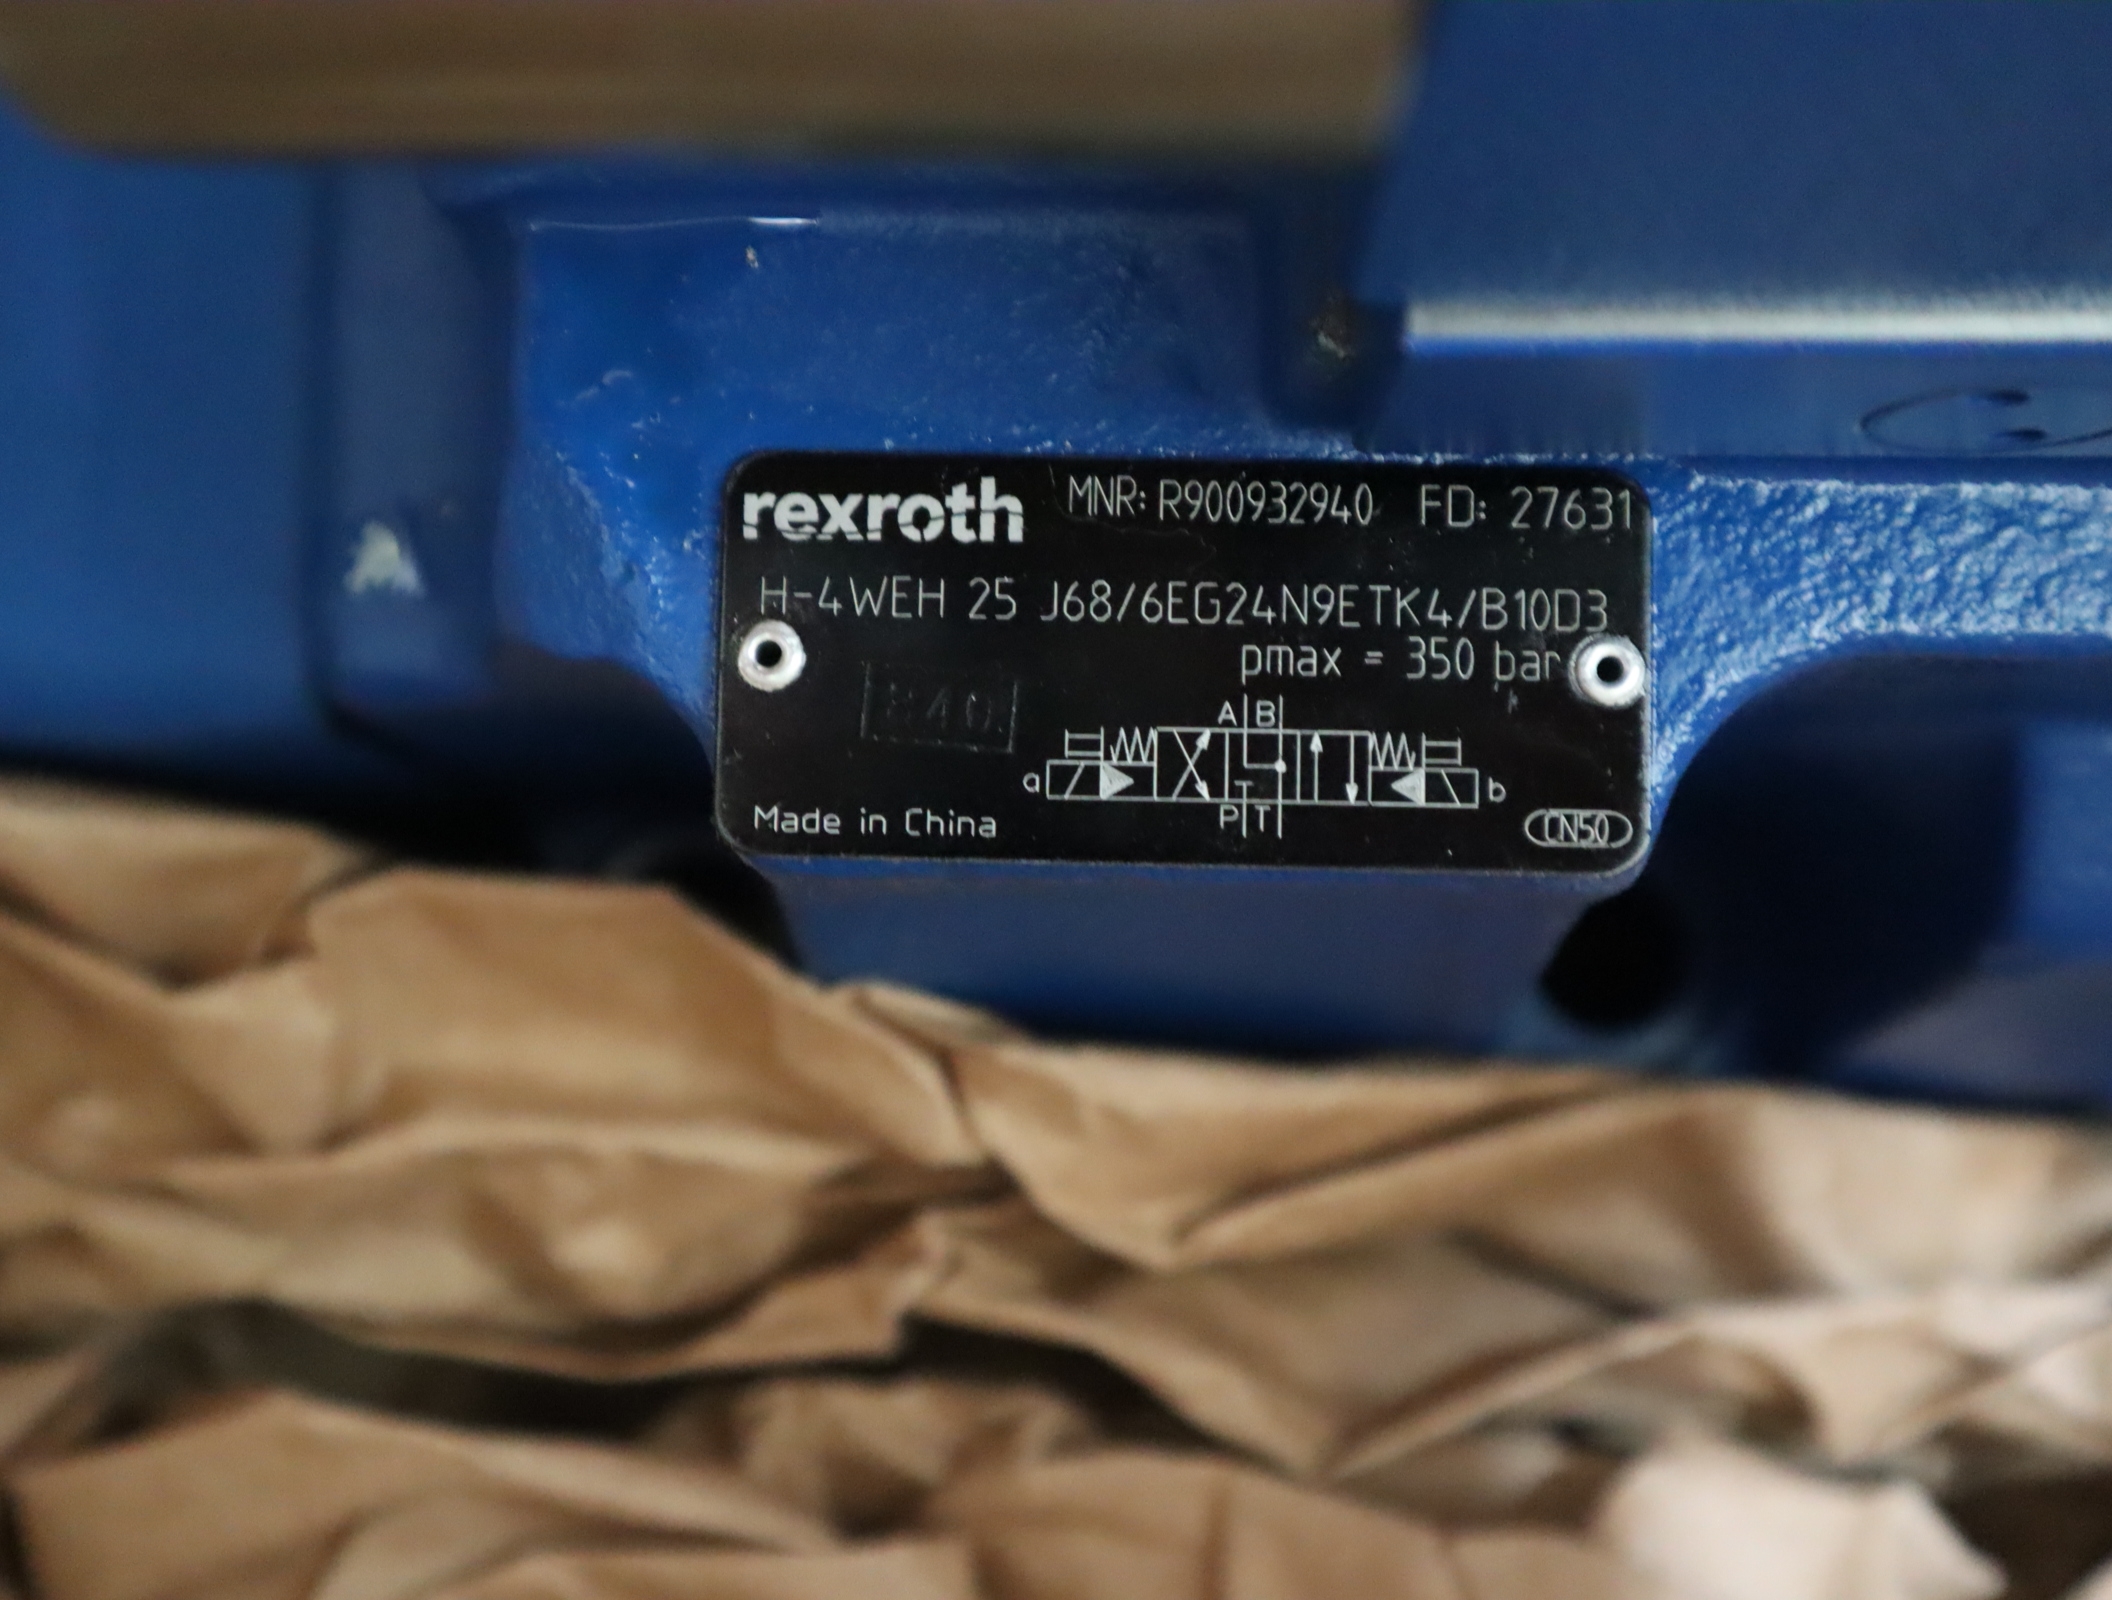 rexroth MNR: R900932940 FD: 27631
H-4WEH 25 J68/6EG24N9ETK4/B10D3
pmax = 350 bar
A B
a b
P T
Made in China
CN50